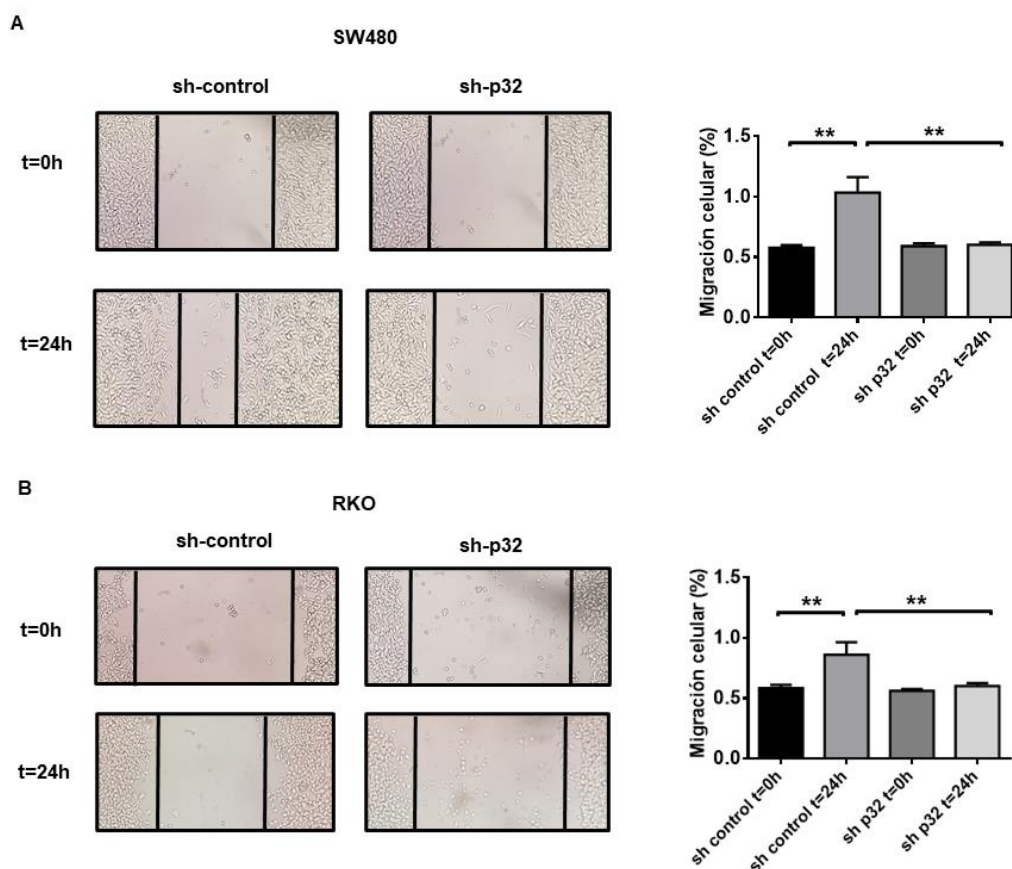 A
SW480
sh-control
sh-p32
t=0h
t=24h
Migración celular (%)
1.5
1.0
0.5
0.0
**
**
sh control t=0h
sh control t=24h
sh p32 t=0h
sh p32 t=24h
B
RKO
sh-control
sh-p32
t=0h
t=24h
Migración celular (%)
1.5
1.0
0.5
0.0
**
**
sh control t=0h
sh control t=24h
sh p32 t=0h
sh p32 t=24h